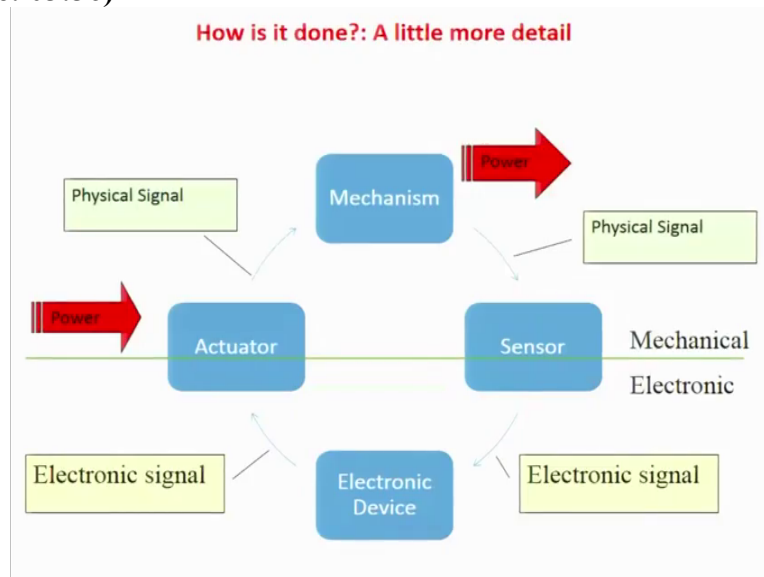 How is it done?: A little more detail
Power
Mechanism
Physical Signal
Physical Signal
Power
Actuator
Sensor
Mechanical
Electronic
Electronic signal
Electronic
Device
Electronic signal